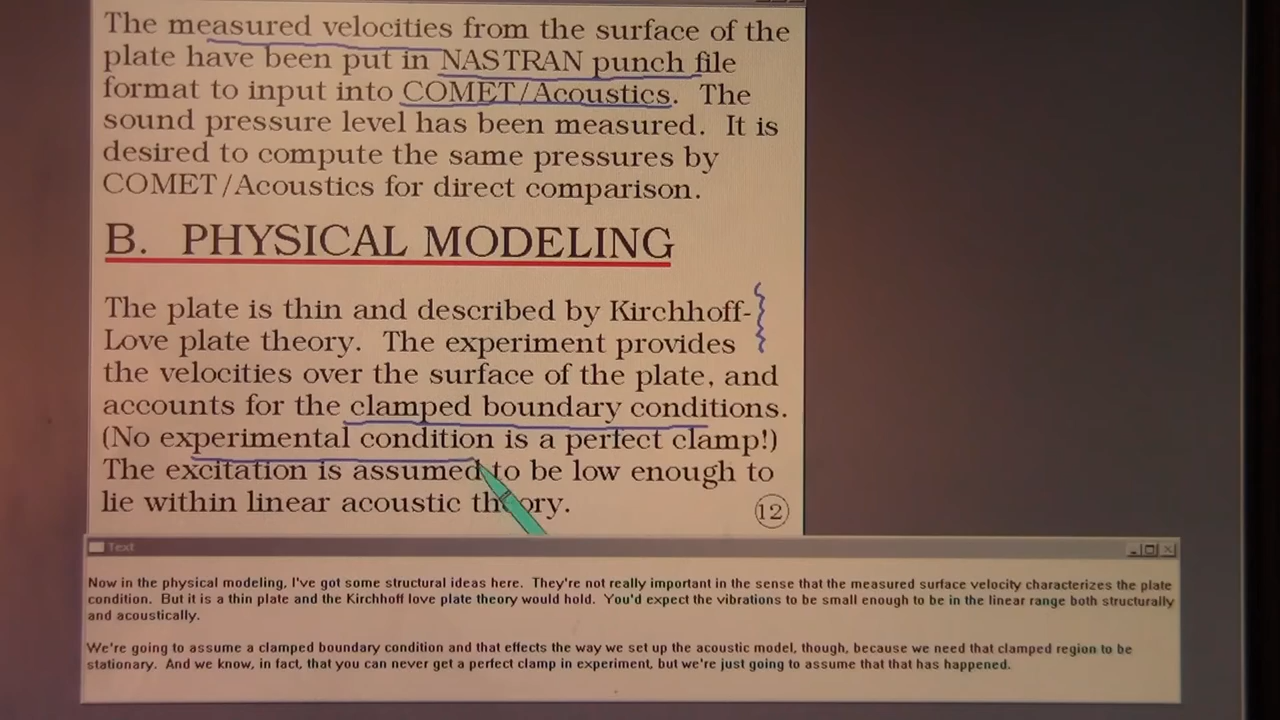 The measured velocities from the surface of the
plate have been put in NASTRAN punch file
format to input into COMET/Acoustics. The
sound pressure level has been measured. It is
desired to compute the same pressures by
COMET/Acoustics for direct comparison.
B. PHYSICAL MODELING
The plate is thin and described by Kirchhoff-
Love plate theory. The experiment provides
the velocities over the surface of the plate, and
accounts for the clamped boundary conditions.
(No experimental condition is a perfect clamp!)
The excitation is assumed to be low enough to
lie within linear acoustic theory.
12
Text
Now in the physical modeling, I've got some structural ideas here. They're not really important in the sense that the measured surface velocity characterizes the plate
condition. But it is a thin plate and the Kirchhoff love plate theory would hold. You'd expect the vibrations to be small enough to be in the linear range both structurally
and acoustically.
We're going to assume a clamped boundary condition and that effects the way we set up the acoustic model, though, because we need that clamped region to be
stationary. And we know, in fact, that you can never get a perfect clamp in experiment, but we're just going to assume that that has happened.